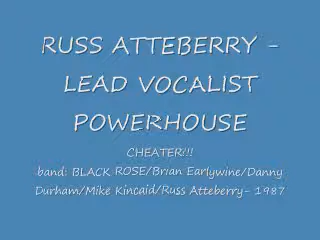 RUSS ATTEBERRY -
LEAD VOCALIST
POWERHOUSE
CHEATER!!!
band: BLACK ROSE/Brian Earlywine/Danny
Durham/Mike Kincaid/Russ Atteberry- 1987